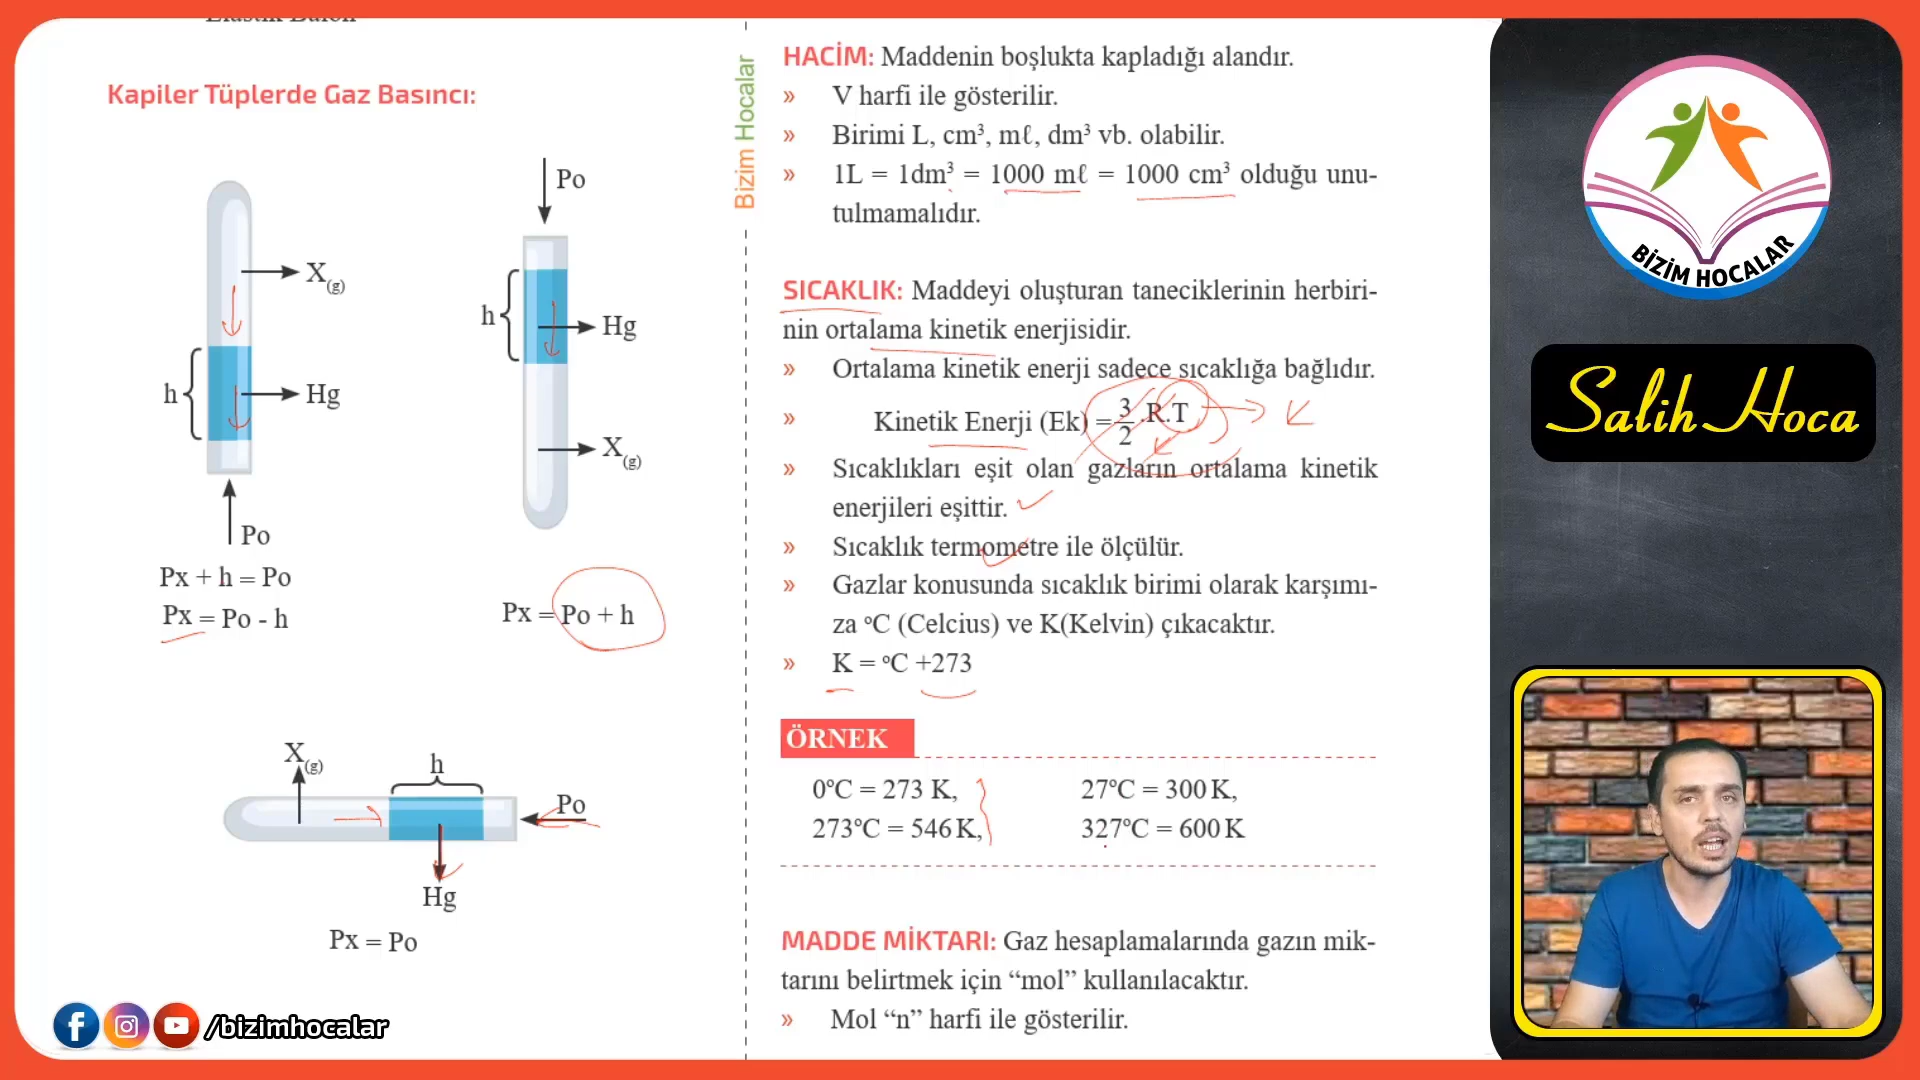 Kapiler Tüplerde Gaz Basıncı:
X(g)
h
Hg
Po
Px + h = Po
Px = Po - h
Po
h
Hg
X(g)
Px = Po + h
X(g)
h
Po
Hg
Px = Po
/bizimhocalar
Bizim Hocalar
HACİM: Maddenin boşlukta kapladığı alandır.
» V harfi ile gösterilir.
» Birimi L, cm³, mℓ, dm³ vb. olabilir.
» 1L = 1dm³ = 1000 mℓ = 1000 cm³ olduğu unu-
tulmamalıdır.
SICAKLIK: Maddeyi oluşturan taneciklerinin herbiri-
nin ortalama kinetik enerjisidir.
» Ortalama kinetik enerji sadece sıcaklığa bağlıdır.
» Kinetik Enerji (Ek) = 3/2 .R.T K
» Sıcaklıkları eşit olan gazların ortalama kinetik
enerjileri eşittir.
» Sıcaklık termometre ile ölçülür.
» Gazlar konusunda sıcaklık birimi olarak karşımı-
za °C (Celcius) ve K(Kelvin) çıkacaktır.
» K = °C +273
ÖRNEK
0°C = 273 K, 27°C = 300 K,
273°C = 546 K, 327°C = 600 K
MADDE MİKTARI: Gaz hesaplamalarında gazın mik-
tarını belirtmek için “mol” kullanılacaktır.
» Mol “n” harfi ile gösterilir.
BİZİM HOCALAR
Salih Hoca